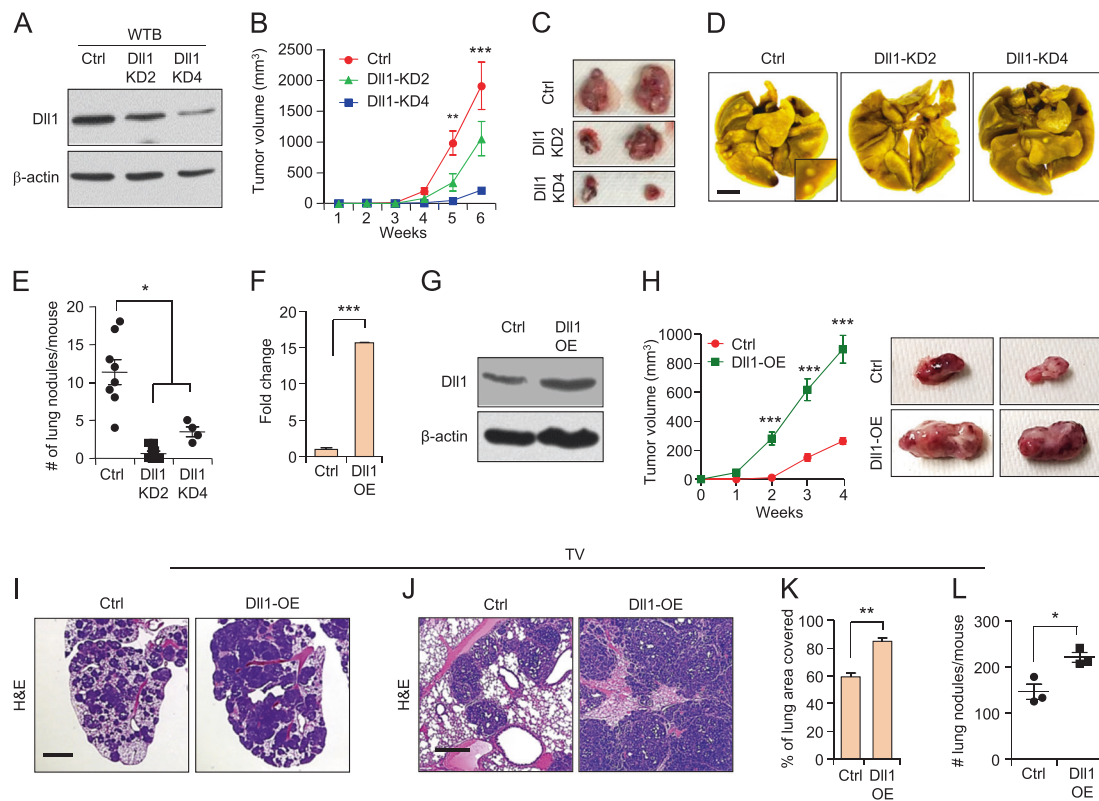 A
WTB
Ctrl
Dll1 KD2
Dll1 KD4
Dll1
β-actin
B
Tumor volume (mm³)
2500
2000
1500
1000
500
0
1 2 3 4 5 6
Weeks
Ctrl
Dll1-KD2
Dll1-KD4
**
***
C
Ctrl
Dll1 KD2
Dll1 KD4
D
Ctrl
Dll1-KD2
Dll1-KD4
E
# of lung nodules/mouse
20
15
10
5
0
*
Ctrl
Dll1 KD2
Dll1 KD4
F
Fold change
20
15
10
5
0
***
Ctrl
Dll1 OE
G
Ctrl
Dll1 OE
Dll1
β-actin
H
Tumor volume (mm³)
1000
800
600
400
200
0
0 1 2 3 4
Weeks
Ctrl
Dll1-OE
***
***
***
Ctrl
Dll1-OE
TV
I
Ctrl
Dll1-OE
H&E
J
Ctrl
Dll1-OE
H&E
K
% of lung area covered
100
80
60
40
20
0
**
Ctrl
Dll1 OE
L
# lung nodules/mouse
300
200
100
0
*
Ctrl
Dll1 OE